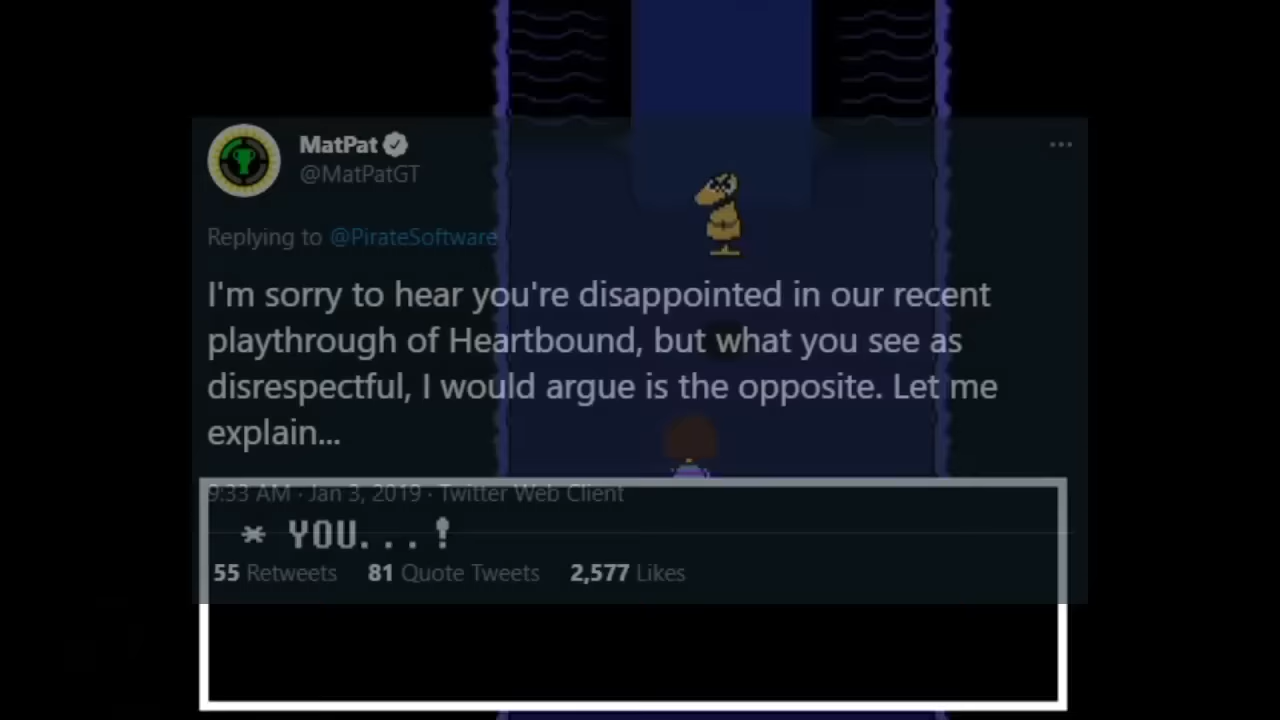 MatPat
@MatPatGT
Replying to @PirateSoftware
I'm sorry to hear you're disappointed in our recent
playthrough of Heartbound, but what you see as
disrespectful, I would argue is the opposite. Let me
explain...
9:33 AM · Jan 3, 2019 · Twitter Web Client
* YOU...!
55 Retweets 81 Quote Tweets 2,577 Likes